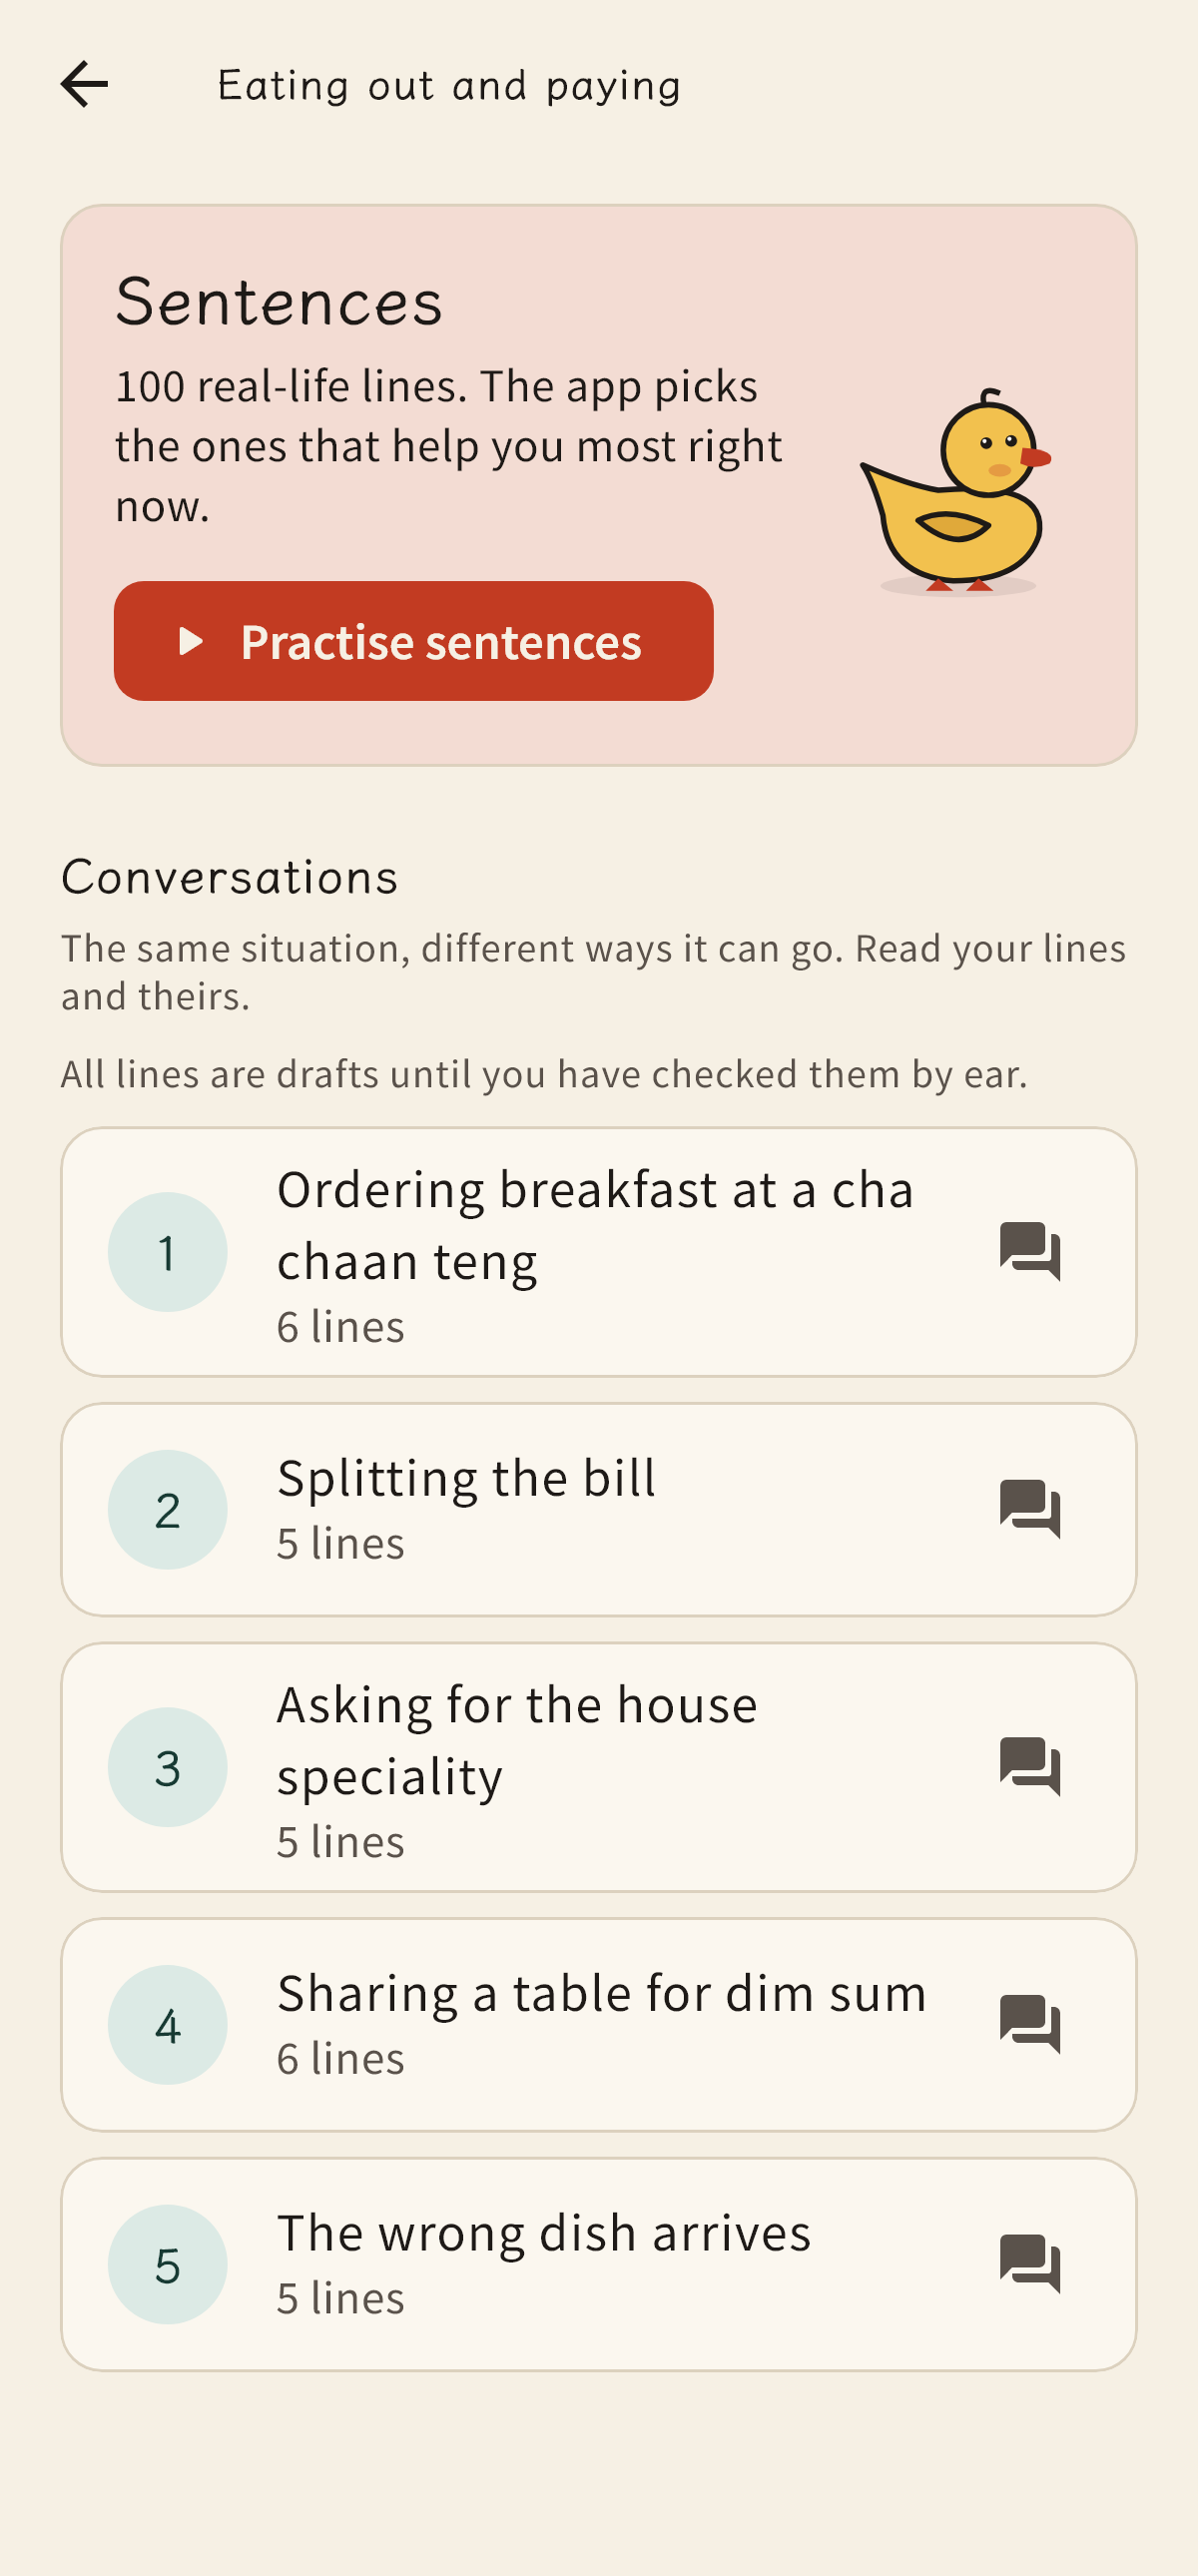 Eating out and paying
Sentences
100 real-life lines. The app picks
the ones that help you most right
now.
Practise sentences
Conversations
The same situation, different ways it can go. Read your lines
and theirs.
All lines are drafts until you have checked them by ear.
1
Ordering breakfast at a cha
chaan teng
6 lines
2
Splitting the bill
5 lines
3
Asking for the house
speciality
5 lines
4
Sharing a table for dim sum
6 lines
5
The wrong dish arrives
5 lines